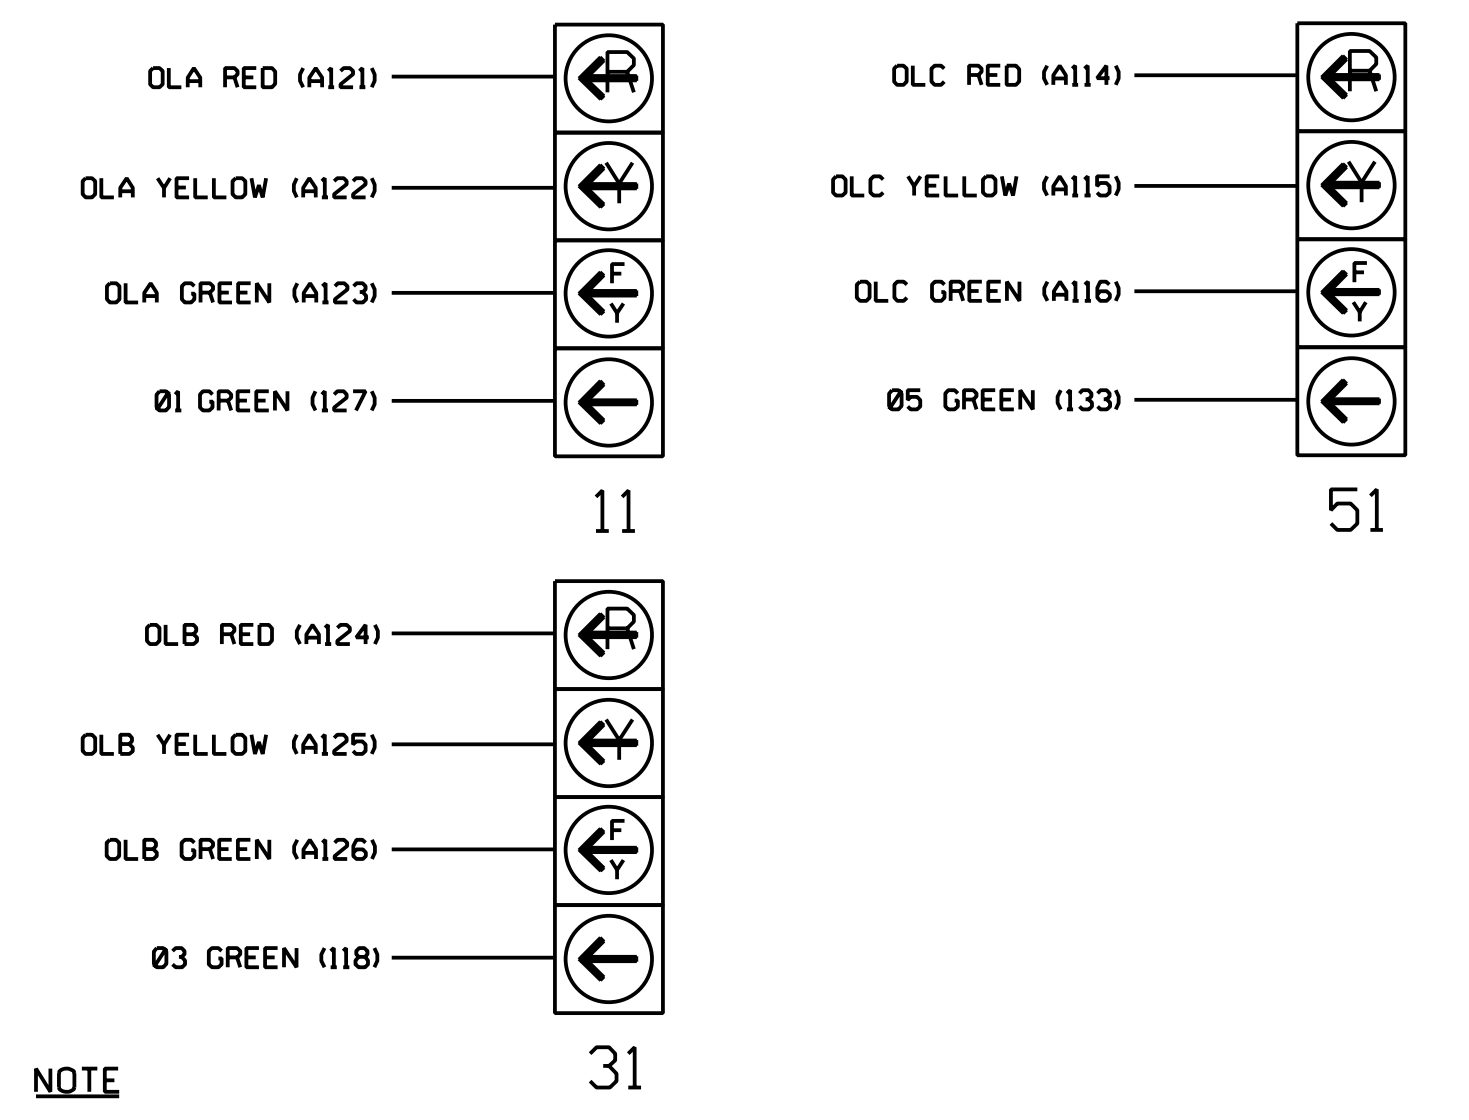 OLA RED (A121)
R
OLA YELLOW (A122)
Y
OLA GREEN (A123)
F
Y
Ø1 GREEN (127)
11
OLC RED (A114)
R
OLC YELLOW (A115)
Y
OLC GREEN (A116)
F
Y
Ø5 GREEN (133)
51
OLB RED (A124)
R
OLB YELLOW (A125)
Y
OLB GREEN (A126)
F
Y
Ø3 GREEN (118)
31
NOTE